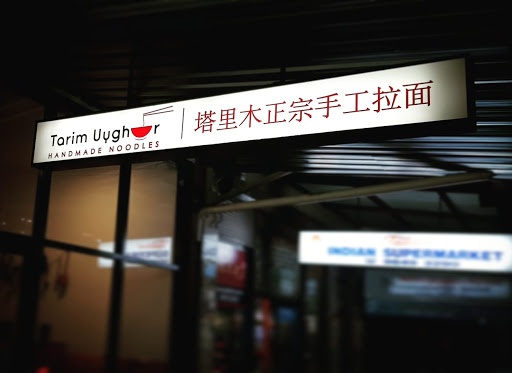 Tarim Uyghur
HANDMADE NOODLES
塔里木正宗手工拉面
INDIAN SUPERMARKET